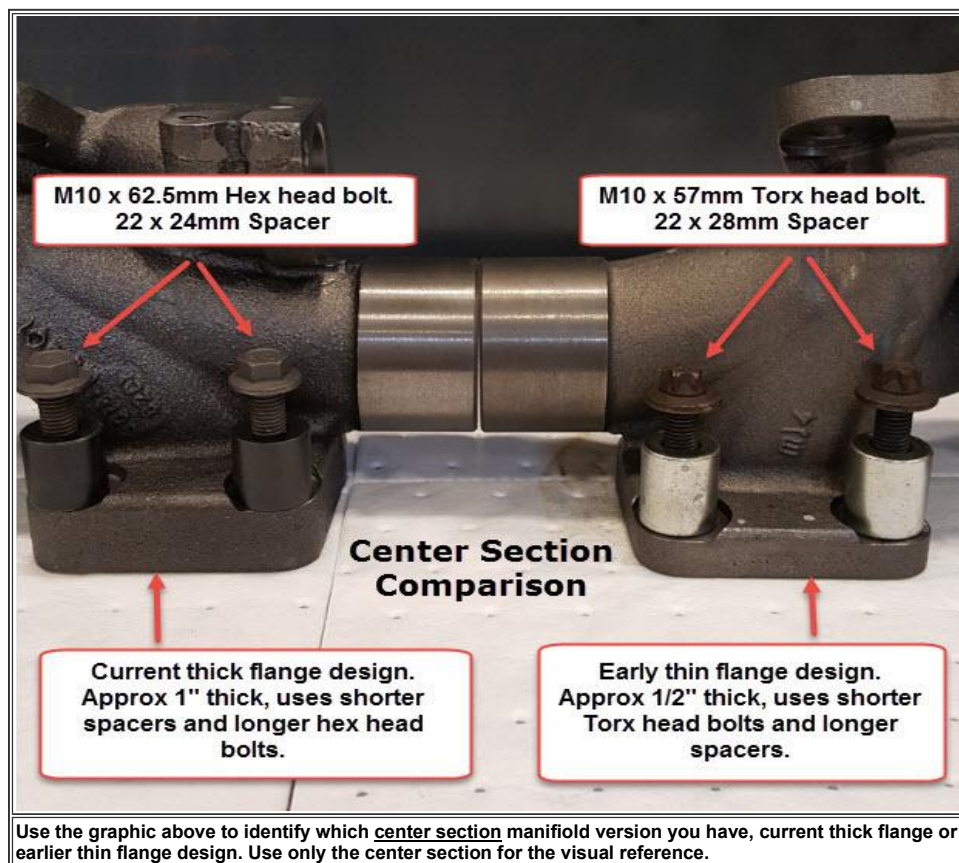 M10 x 62.5mm Hex head bolt.
22 x 24mm Spacer
M10 x 57mm Torx head bolt.
22 x 28mm Spacer
Center Section
Comparison
Current thick flange design.
Approx 1" thick, uses shorter
spacers and longer hex head
bolts.
Early thin flange design.
Approx 1/2" thick, uses shorter
Torx head bolts and longer
spacers.
Use the graphic above to identify which center section manifiold version you have, current thick flange or
earlier thin flange design. Use only the center section for the visual reference.